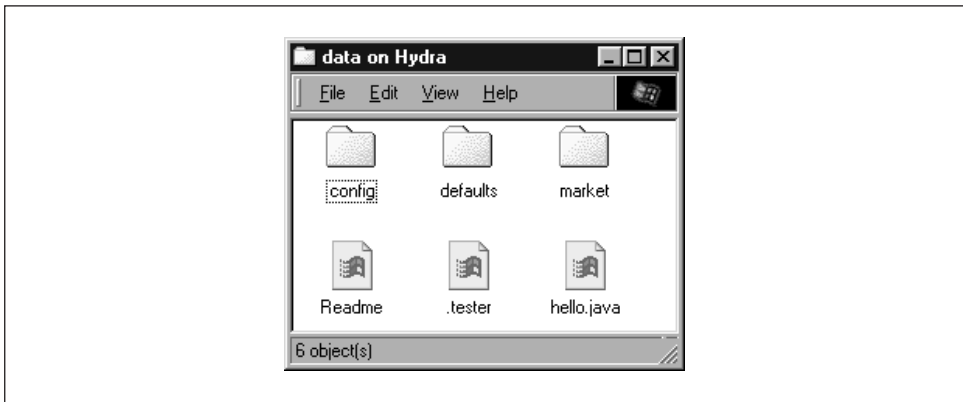 data on Hydra
File Edit View Help
config defaults market
Readme .tester hello.java
6 object(s)